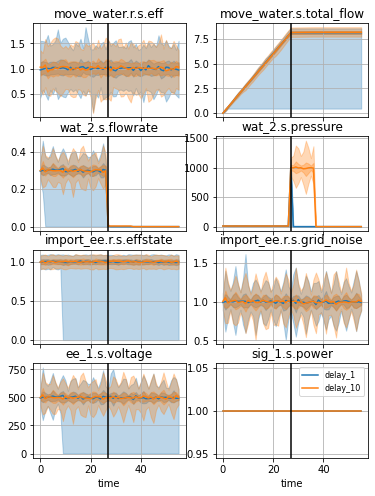 move_water.r.s.eff
move_water.s.total_flow
1.5
1.0
0.5
7.5
5.0
2.5
0.0
wat_2.s.flowrate
wat_2.s.pressure
0.4
0.2
0.0
1500
1000
500
0
import_ee.r.s.effstate
import_ee.r.s.grid_noise
1.0
0.5
0.0
1.5
1.0
0.5
ee_1.s.voltage
sig_1.s.power
750
500
250
0
1.05
1.00
0.95
delay_1
delay_10
0 20 40
0 20 40
time
time